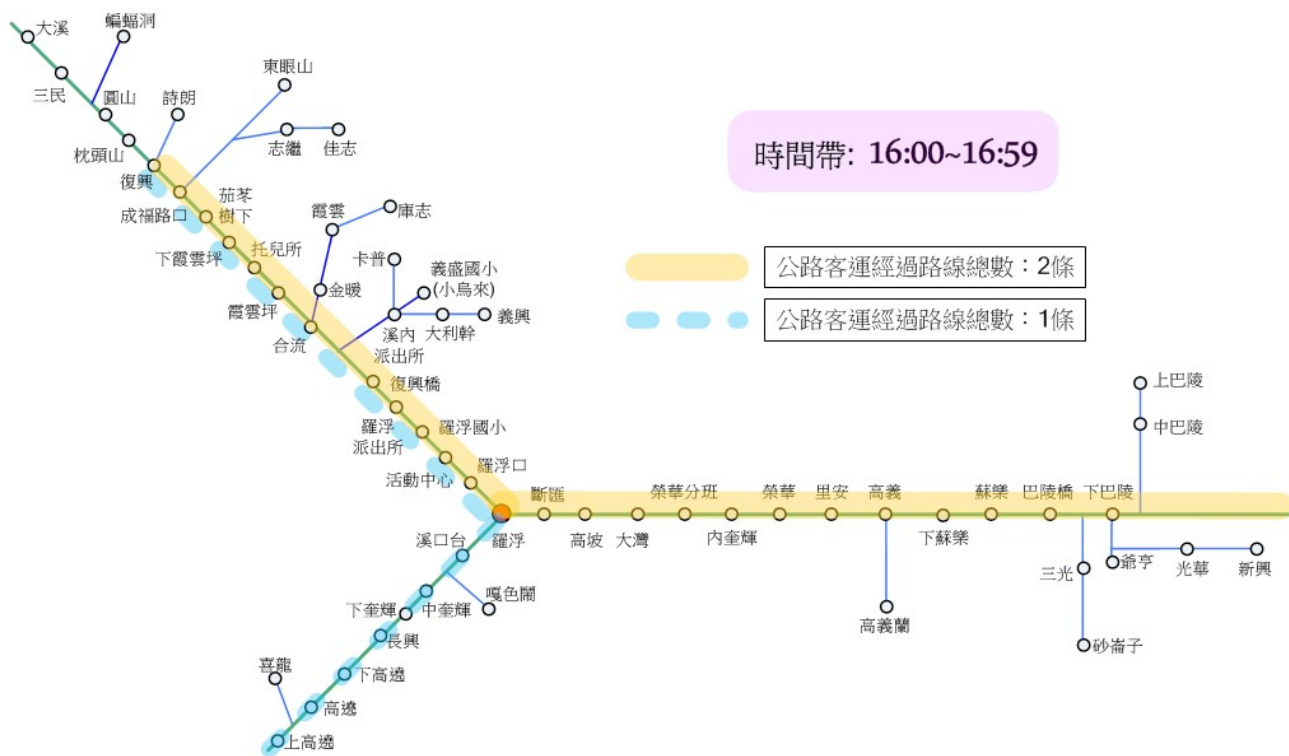 大溪
蝙蝠洞
三民
圓山
詩朗
東眼山
枕頭山
志繼
佳志
復興
成福路口
茄苳
樹下
下霞雲坪
托兒所
霞雲
庫志
霞雲坪
金暖
卡普
義盛國小
(小烏來)
合流
溪內
派出所
大利幹
義興
復興橋
羅浮
派出所
羅浮國小
活動中心
羅浮口
時間帶: 16:00~16:59
公路客運經過路線總數：2條
公路客運經過路線總數：1條
上巴陵
中巴陵
羅浮
斷匯
高坡
大灣
榮華分班
內奎輝
榮華
里安
高義
下蘇樂
蘇樂
巴陵橋
下巴陵
三光
爺亨
光華
新興
高義蘭
砂崙子
溪口台
嘎色鬧
下奎輝
中奎輝
長興
喜龍
下高遶
高遶
上高遶